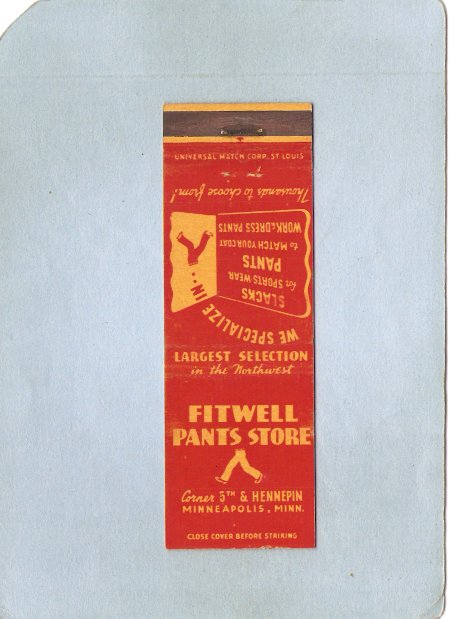 UNIVERSAL MATCH CORP. ST LOUIS
Thousands to choose from!
WORK & DRESS PANTS
to MATCH YOUR COAT
PANTS
for SPORTS WEAR
SLACKS
IN...
WE SPECIALIZE
LARGEST SELECTION
in the Northwest
FITWELL
PANTS STORE
Corner 5TH & HENNEPIN
MINNEAPOLIS, MINN.
CLOSE COVER BEFORE STRIKING